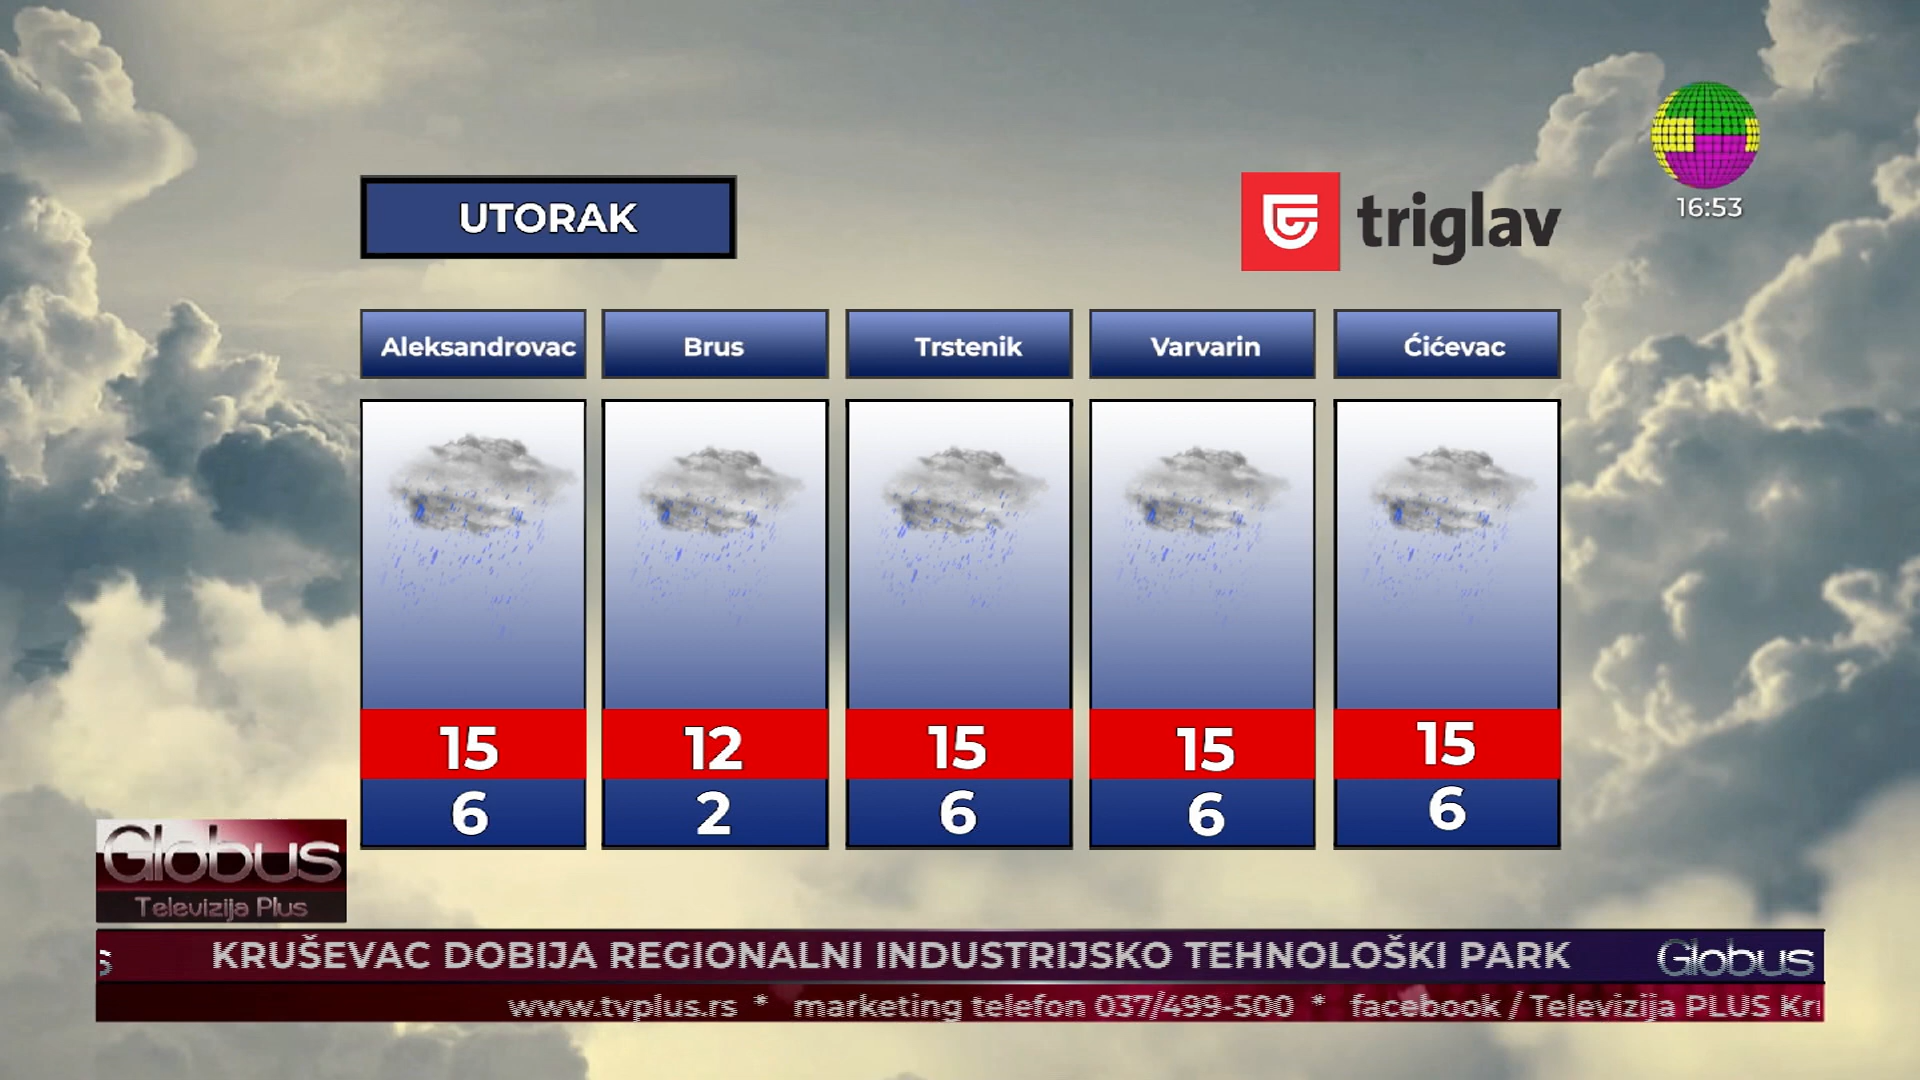 16:53
UTORAK
triglav
Aleksandrovac
Brus
Trstenik
Varvarin
Ćićevac
15
12
15
15
15
6
2
6
6
6
Globus
Televizija Plus
s KRUŠEVAC DOBIJA REGIONALNI INDUSTRIJSKO TEHNOLOŠKI PARK Globus
www.tvplus.rs * marketing telefon 037/499-500 * facebook / Televizija PLUS Kr